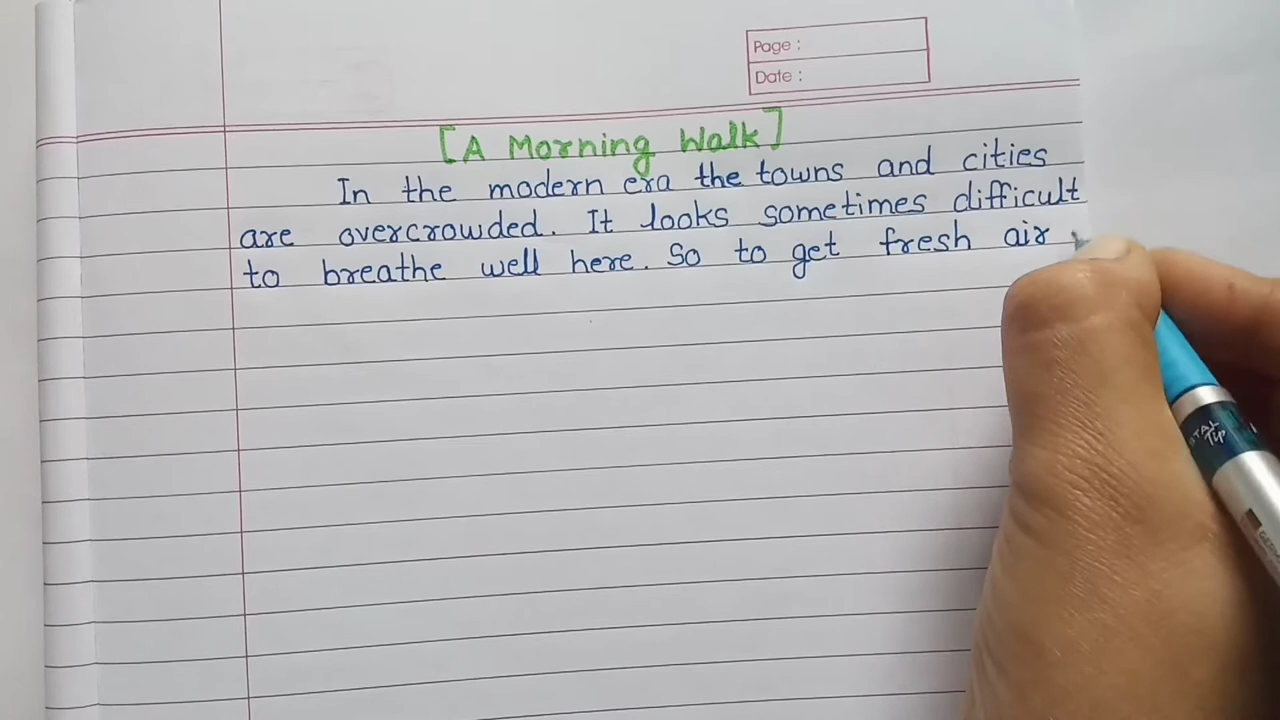 Page :
Date :
[A Morning Walk]
In the modern era the towns and cities
are overcrowded. It looks sometimes difficult
to breathe well here. So to get fresh air
Tip